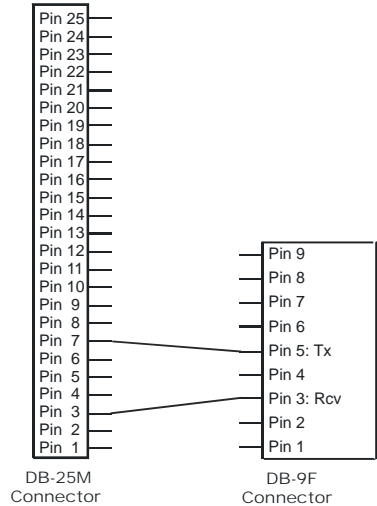 Pin 25
Pin 24
Pin 23
Pin 22
Pin 21
Pin 20
Pin 19
Pin 18
Pin 17
Pin 16
Pin 15
Pin 14
Pin 13
Pin 12
Pin 11
Pin 10
Pin 9
Pin 8
Pin 7
Pin 6
Pin 5
Pin 4
Pin 3
Pin 2
Pin 1
DB-25M
Connector
Pin 9
Pin 8
Pin 7
Pin 6
Pin 5: Tx
Pin 4
Pin 3: Rcv
Pin 2
Pin 1
DB-9F
Connector